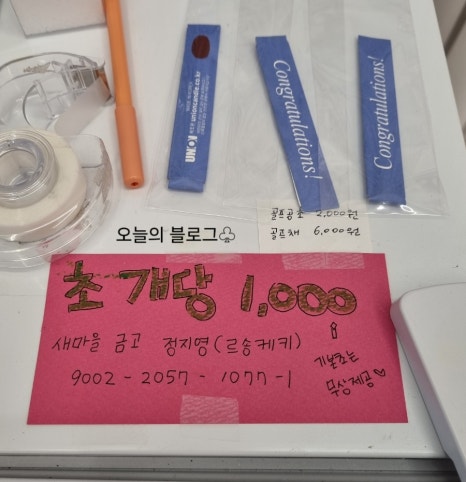 UNOI
Congratulations!
Congratulations!
골프공초 2,000원
골프채 6,000원
오늘의 블로그♧
초 개당 1,000
새마을 금고 정지영(르송케키)
9002-2057-1077-1
기본초는
무상제공♡